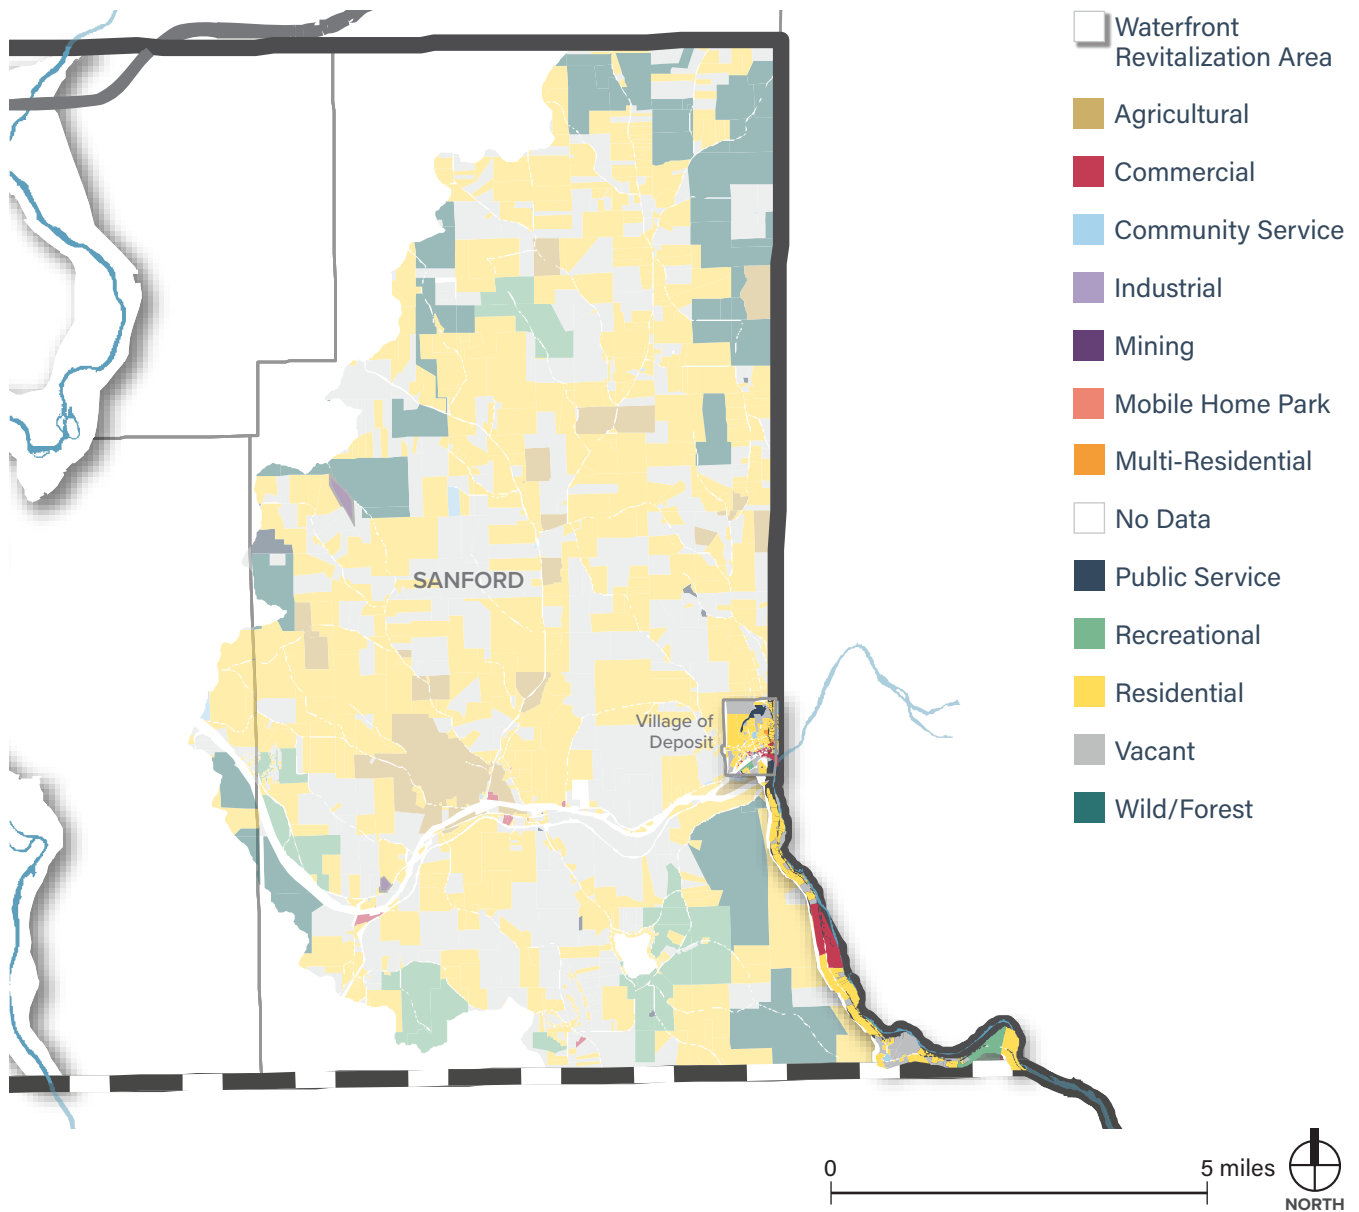 Waterfront
Revitalization Area
Agricultural
Commercial
Community Service
Industrial
Mining
Mobile Home Park
Multi-Residential
No Data
Public Service
Recreational
Residential
Vacant
Wild/Forest
SANFORD
Village of
Deposit
0
5 miles
NORTH